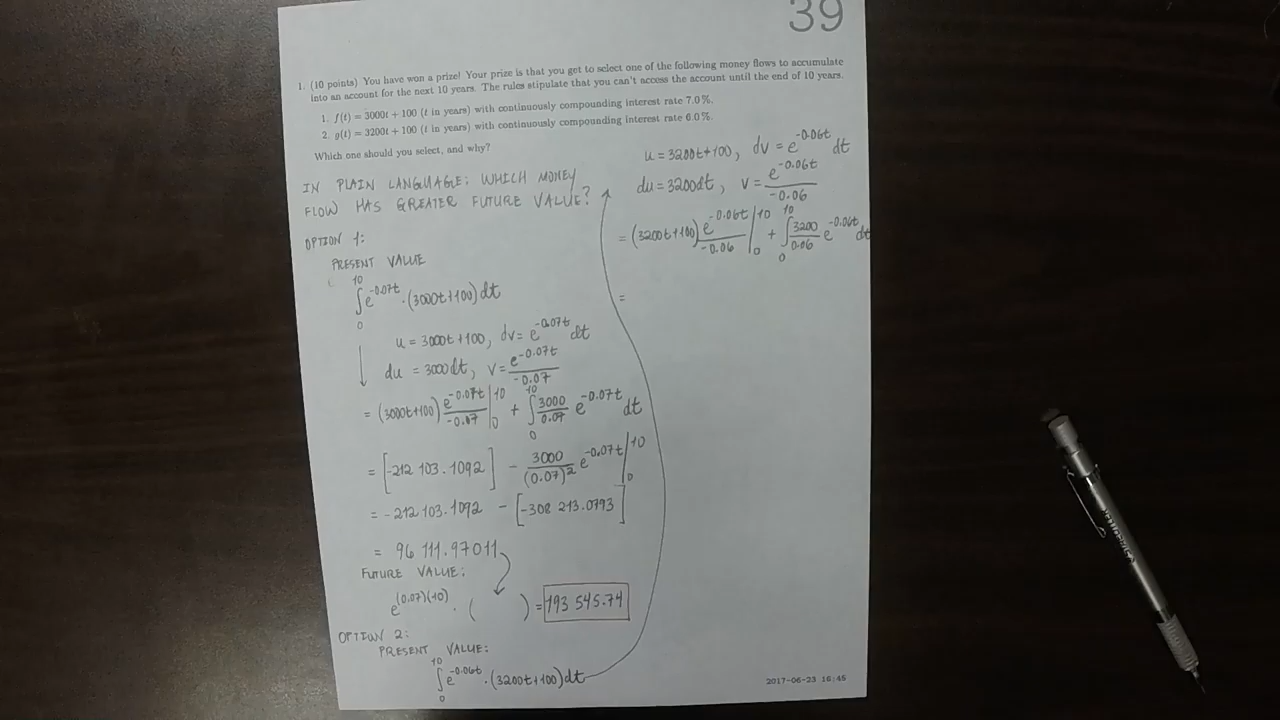 39
1. (10 points) You have won a prize! Your prize is that you get to select one of the following money flows to accumulate
into an account for the next 10 years. The rules stipulate that you can't access the account until the end of 10 years.
1. f(t) = 3000t + 100 (t in years) with continuously compounding interest rate 7.0%.
2. g(t) = 3200t + 100 (t in years) with continuously compounding interest rate 6.0%.
Which one should you select, and why?
IN PLAIN LANGUAGE: WHICH MONEY
FLOW HAS GREATER FUTURE VALUE?
OPTION 1:
PRESENT VALUE
∫₀¹⁰ e^{-0.07t} · (3000t+100) dt
u = 3000t+100, dv = e^{-0.07t} dt
du = 3000dt, v = e^{-0.07t}/-0.07
= (3000t+100) e^{-0.07t}/-0.07 |₀¹⁰ + ∫₀¹⁰ 3000/0.07 e^{-0.07t} dt
= [-212 103.1092] - 3000/(0.07)² e^{-0.07t} |₀¹⁰
= -212 103.1092 - [-308 213.0793]
= 96 111.97011
FUTURE VALUE:
e^{(0.07)(10)} · ( ) = 193 545.74
OPTION 2:
PRESENT VALUE:
∫₀¹⁰ e^{-0.06t} · (3200t+100) dt
u = 3200t+100, dv = e^{-0.06t} dt
du = 3200dt, v = e^{-0.06t}/-0.06
= (3200t+100) e^{-0.06t}/-0.06 |₀¹⁰ + ∫₀¹⁰ 3200/0.06 e^{-0.06t} dt
=
2017-06-23 16:45